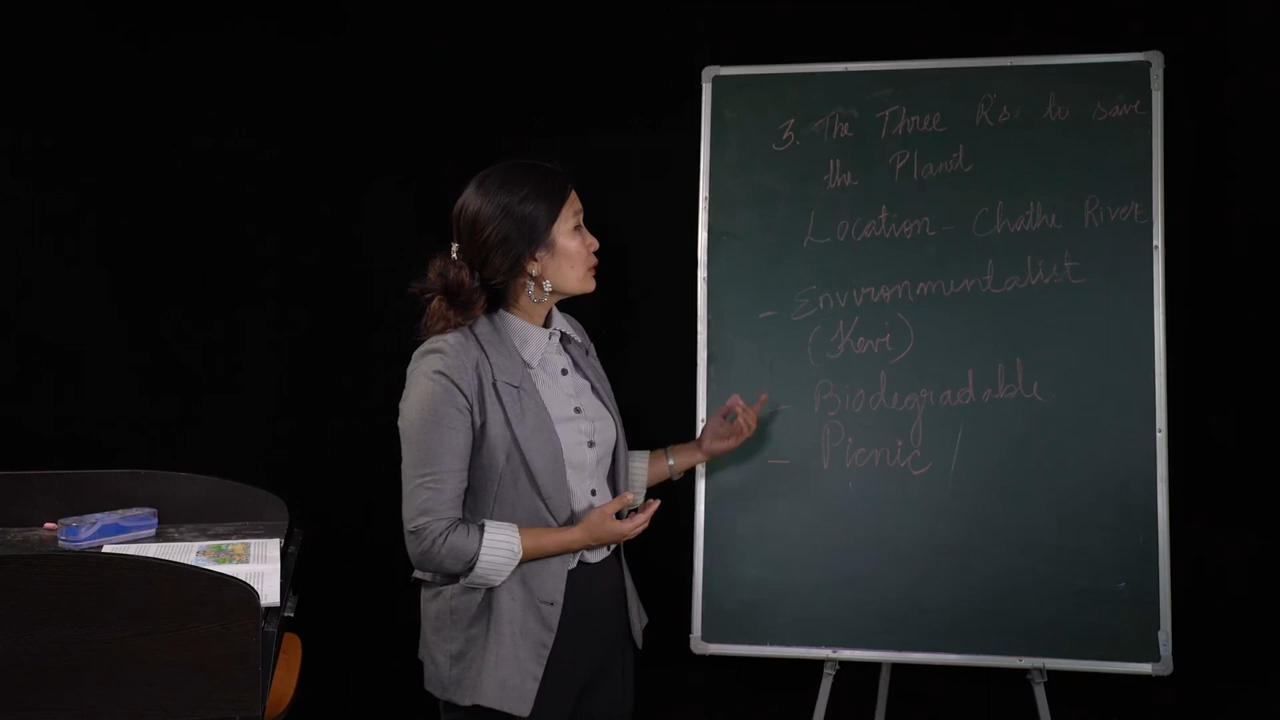 3. The Three R's to save
the Planet
Location - Chathe River
- Environmentalist
(Kevi)
- Biodegradable
- Picnic /